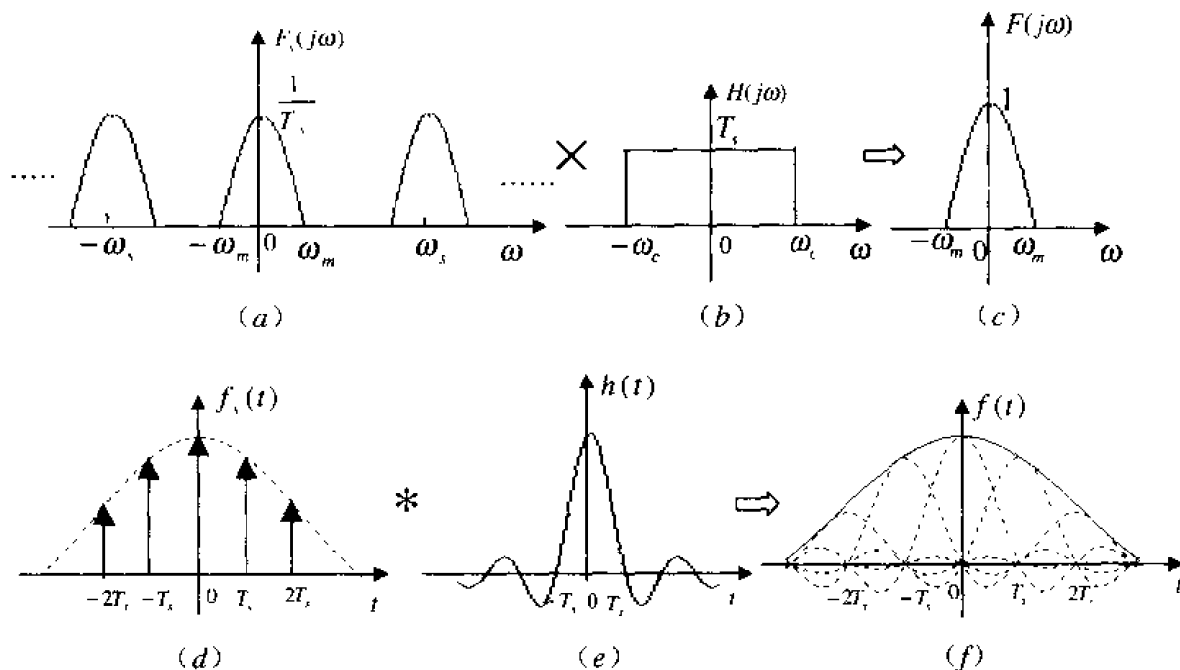 F_s(jω)
1
T_s
..... −ω_s −ω_m 0 ω_m ω_s ω .....
(a)
×
H(jω)
T_s
−ω_c 0 ω_c ω
(b)
⇨
F(jω)
1
−ω_m 0 ω_m ω
(c)
f_s(t)
−2T_s −T_s 0 T_s 2T_s t
(d)
*
h(t)
−T_s 0 T_s t
(e)
⇨
f(t)
−2T_s −T_s 0 T_s 2T_s t
(f)